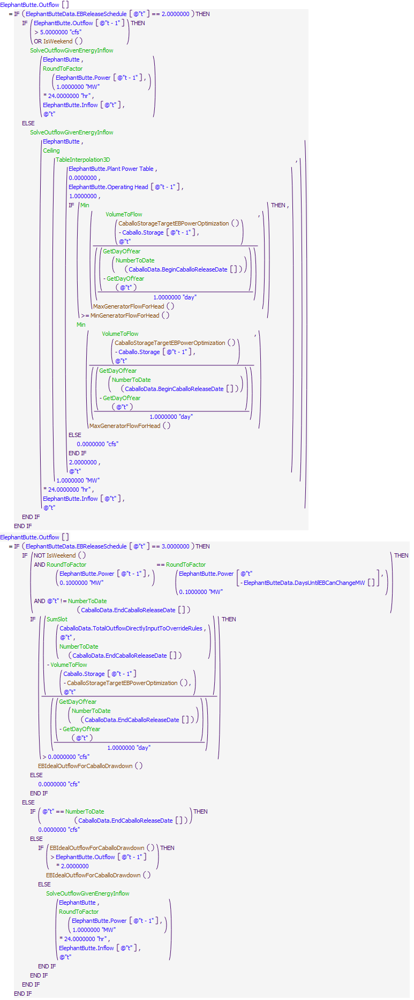 ElephantButte.Outflow []
= IF ( ElephantButteData.EBReleaseSchedule [ @"t" ] == 2.0000000 ) THEN
IF ( ElephantButte.Outflow [ @"t - 1" ] ) THEN
> 5.0000000 "cfs"
OR IsWeekend ()
SolveOutflowGivenEnergyInflow
ElephantButte ,
RoundToFactor
( ElephantButte.Power [ @"t - 1" ] , )
1.0000000 "MW"
* 24.0000000 "hr" ,
ElephantButte.Inflow [ @"t" ] ,
@"t"
ELSE
SolveOutflowGivenEnergyInflow
ElephantButte ,
Ceiling
TableInterpolation3D ,
ElephantButte.Plant Power Table ,
0.0000000 ,
ElephantButte.Operating Head [ @"t - 1" ] ,
1.0000000 ,
IF ( Min ) THEN ,
VolumeToFlow ,
( CaballoStorageTargetEBPowerOptimization () )
- Caballo.Storage [ @"t - 1" ] ,
@"t"
GetDayOfYear
( NumberToDate )
( CaballoData.BeginCaballoReleaseDate [] )
- GetDayOfYear
( @"t" )
1.0000000 "day"
MaxGeneratorFlowForHead ()
>= MinGeneratorFlowForHead ()
Min
VolumeToFlow ,
( CaballoStorageTargetEBPowerOptimization () )
- Caballo.Storage [ @"t - 1" ] ,
@"t"
GetDayOfYear
( NumberToDate )
( CaballoData.BeginCaballoReleaseDate [] )
- GetDayOfYear
( @"t" )
1.0000000 "day"
MaxGeneratorFlowForHead ()
ELSE
0.0000000 "cfs"
END IF
2.0000000 ,
@"t"
1.0000000 "MW"
* 24.0000000 "hr" ,
ElephantButte.Inflow [ @"t" ] ,
@"t"
END IF
END IF
ElephantButte.Outflow []
= IF ( ElephantButteData.EBReleaseSchedule [ @"t" ] == 3.0000000 ) THEN
IF ( NOT IsWeekend () ) THEN
AND RoundToFactor == RoundToFactor
( ElephantButte.Power [ @"t - 1" ] , ) ( ElephantButte.Power [ @"t" ] , )
0.1000000 "MW" - ElephantButteData.DaysUntilEBCanChangeMW []
0.1000000 "MW"
AND @"t" != NumberToDate
( CaballoData.EndCaballoReleaseDate [] )
IF ( SumSlot ) THEN
CaballoData.TotalOutflowDirectlyInputToOverrideRules ,
@"t" ,
NumberToDate
( CaballoData.EndCaballoReleaseDate [] )
- VolumeToFlow
( Caballo.Storage [ @"t - 1" ] )
- CaballoStorageTargetEBPowerOptimization () ,
@"t"
GetDayOfYear
( NumberToDate )
( CaballoData.EndCaballoReleaseDate [] )
- GetDayOfYear
( @"t" )
1.0000000 "day"
> 0.0000000 "cfs"
EBIdealOutflowForCaballoDrawdown ()
ELSE
0.0000000 "cfs"
END IF
ELSE
IF ( @"t" == NumberToDate ) THEN
( CaballoData.EndCaballoReleaseDate [] )
0.0000000 "cfs"
ELSE
IF ( EBIdealOutflowForCaballoDrawdown () ) THEN
> ElephantButte.Outflow [ @"t - 1" ]
* 2.0000000
EBIdealOutflowForCaballoDrawdown ()
ELSE
SolveOutflowGivenEnergyInflow
ElephantButte ,
RoundToFactor
( ElephantButte.Power [ @"t - 1" ] , )
1.0000000 "MW"
* 24.0000000 "hr" ,
ElephantButte.Inflow [ @"t" ] ,
@"t"
END IF
END IF
END IF
END IF